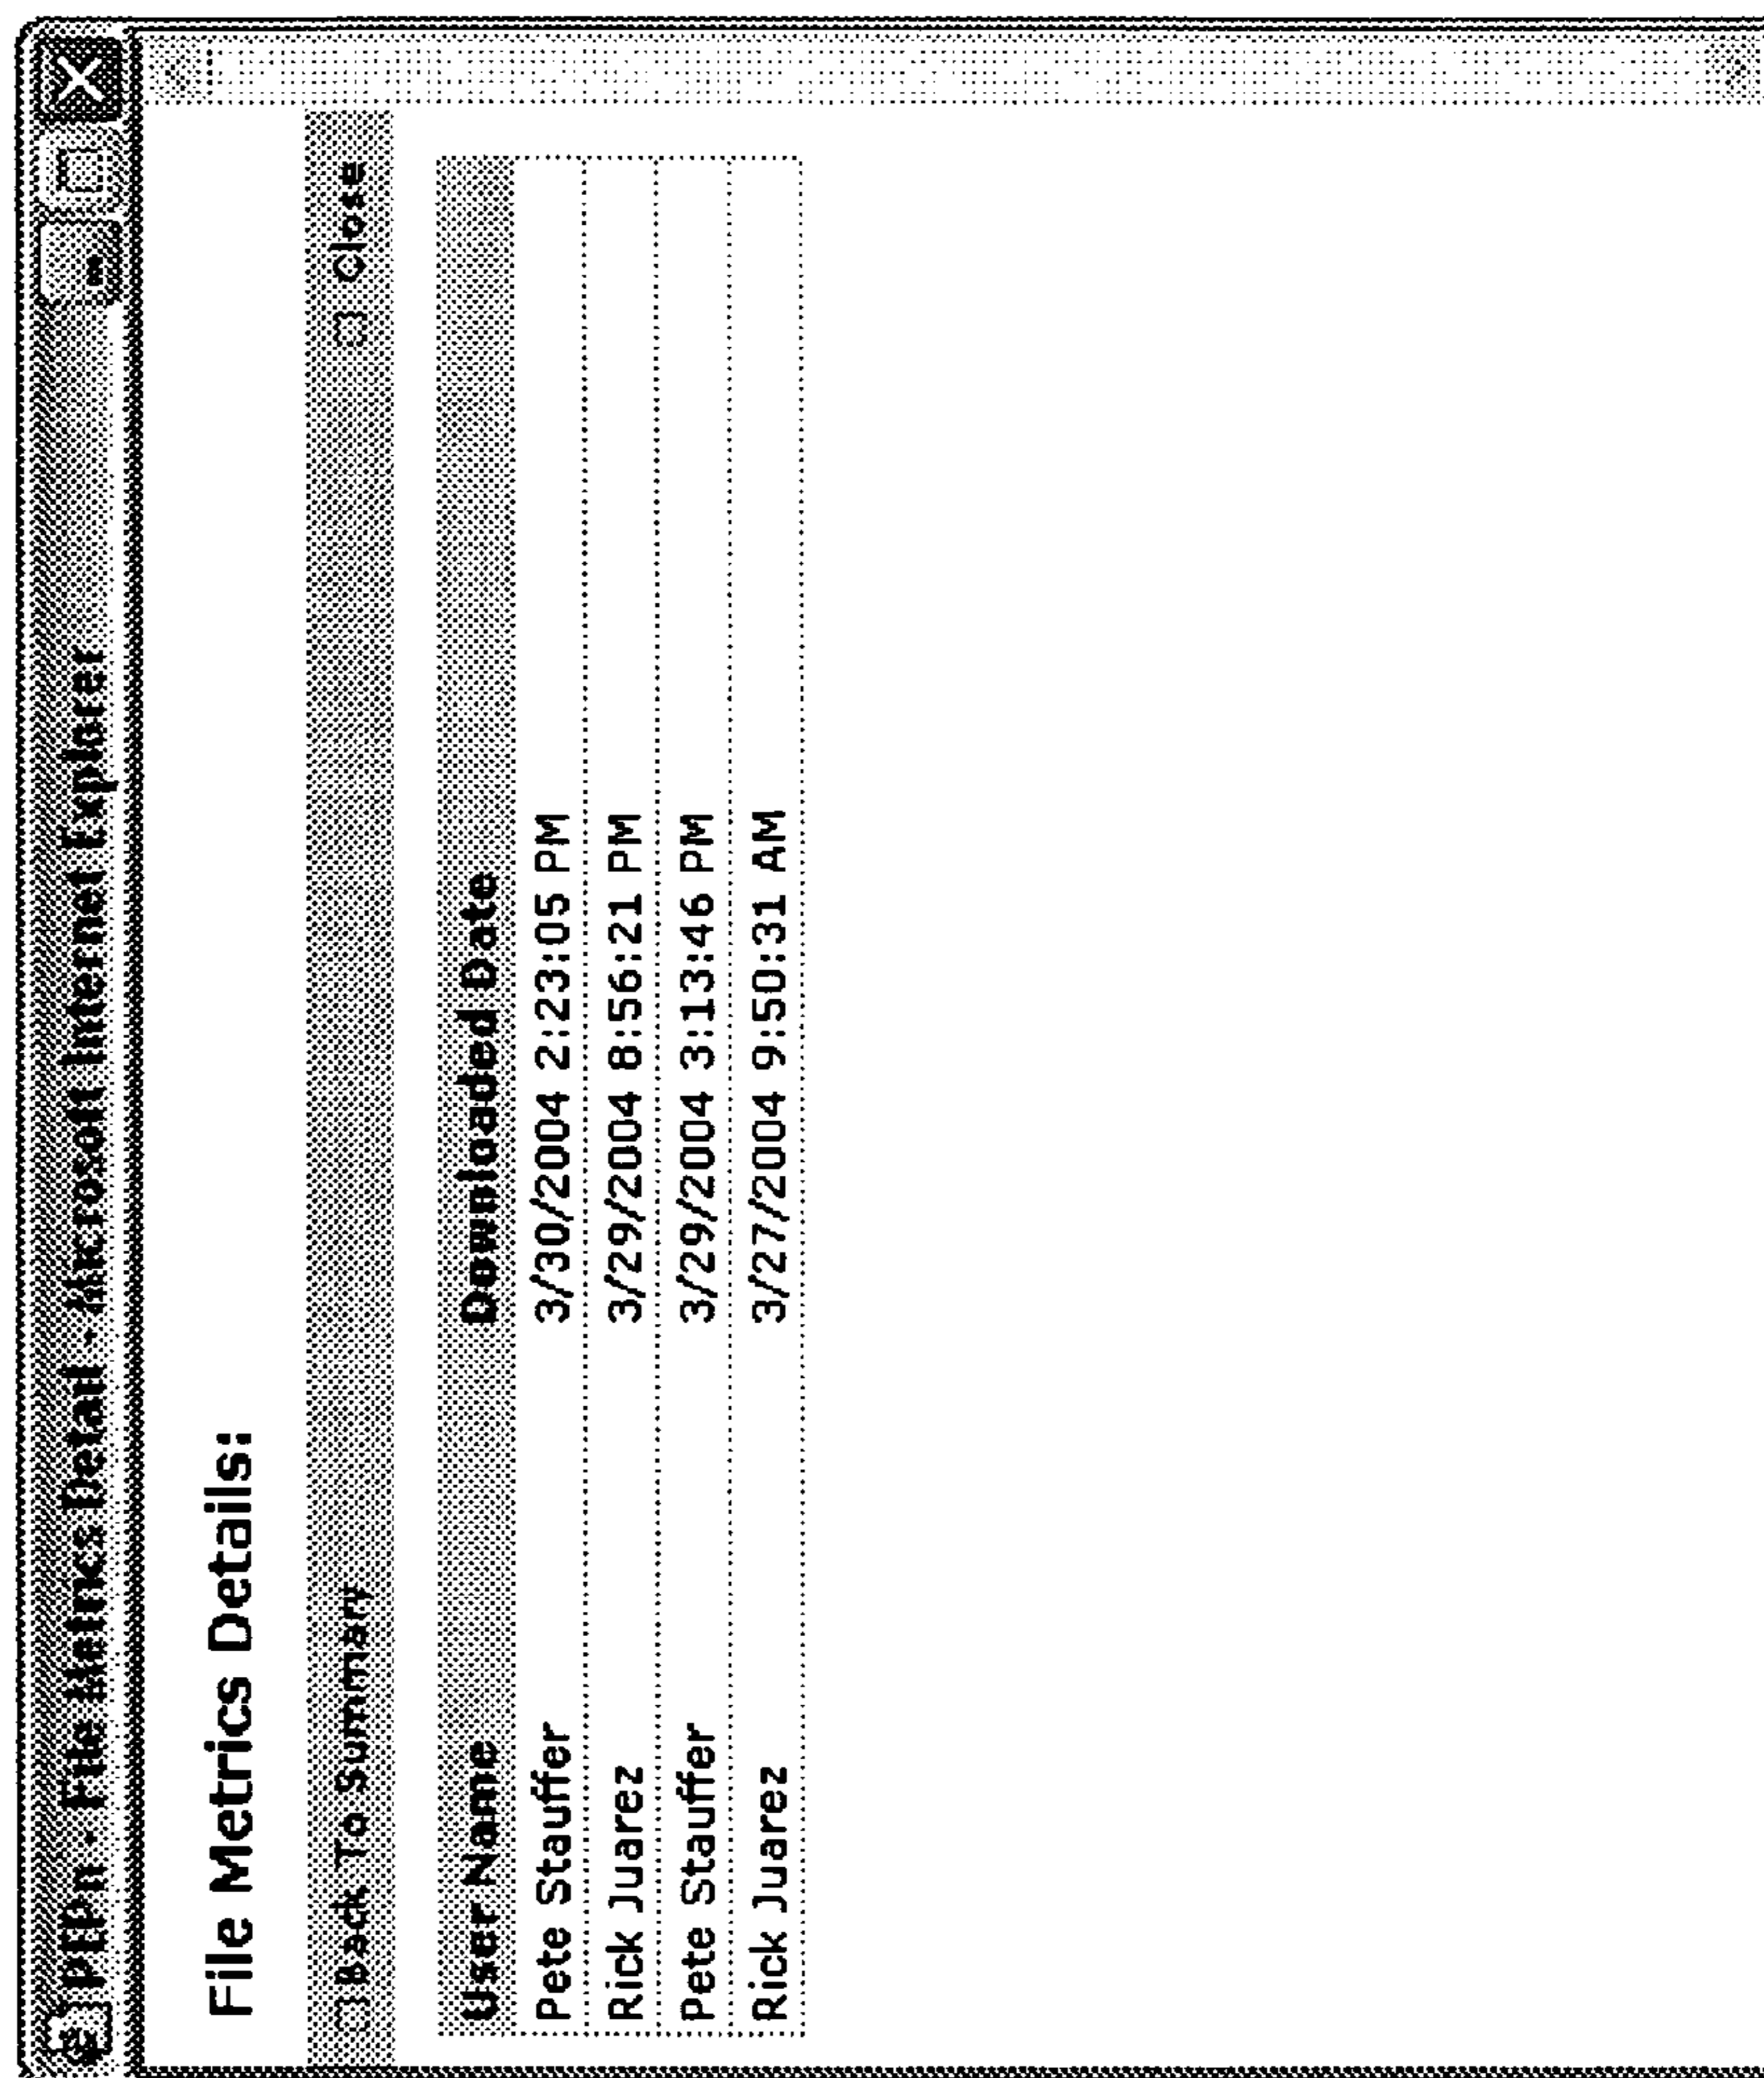 File Metrics Detail - Microsoft Internet Explorer
File Metrics Details:
Back To Summary Close
User Name Downloaded Date
Pete Stauffer 3/30/2004 2:23:05 PM
Rick Juarez 3/29/2004 8:56:21 PM
Pete Stauffer 3/29/2004 3:13:46 PM
Rick Juarez 3/27/2004 9:50:31 AM